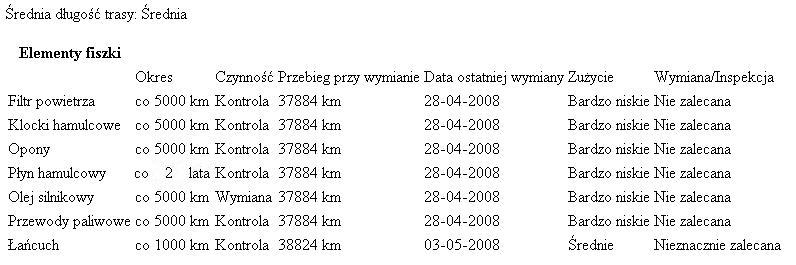 Średnia długość trasy: Średnia
Elementy fiszki
Okres Czynność Przebieg przy wymianie Data ostatniej wymiany Zużycie Wymiana/Inspekcja
Filtr powietrza co 5000 km Kontrola 37884 km 28-04-2008 Bardzo niskie Nie zalecana
Klocki hamulcowe co 5000 km Kontrola 37884 km 28-04-2008 Bardzo niskie Nie zalecana
Opony co 5000 km Kontrola 37884 km 28-04-2008 Bardzo niskie Nie zalecana
Płyn hamulcowy co 2 lata Kontrola 37884 km 28-04-2008 Bardzo niskie Nie zalecana
Olej silnikowy co 5000 km Wymiana 37884 km 28-04-2008 Bardzo niskie Nie zalecana
Przewody paliwowe co 5000 km Kontrola 37884 km 28-04-2008 Bardzo niskie Nie zalecana
Łańcuch co 1000 km Kontrola 38824 km 03-05-2008 Średnie Nieznacznie zalecana